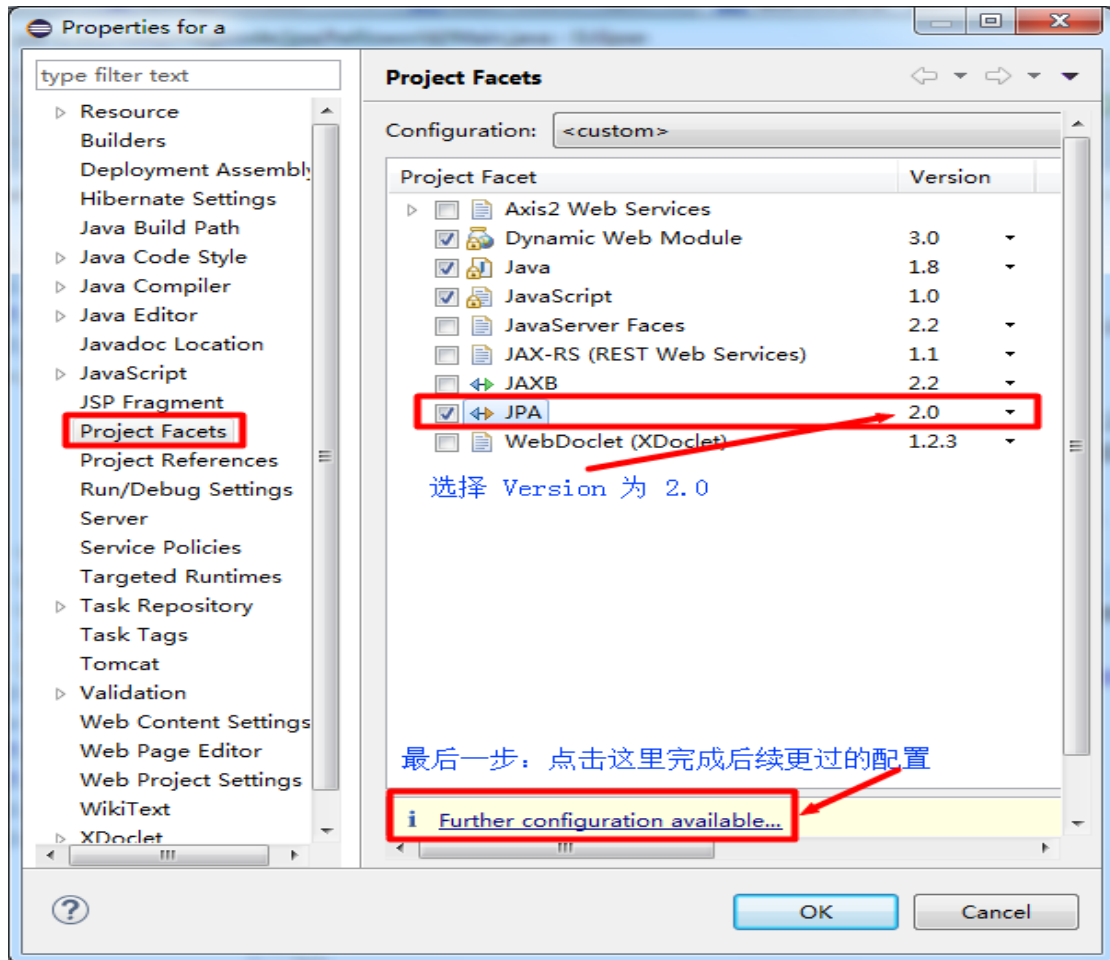 Properties for a
type filter text
Resource
Builders
Deployment Assembly
Hibernate Settings
Java Build Path
Java Code Style
Java Compiler
Java Editor
Javadoc Location
JavaScript
JSP Fragment
Project Facets
Project References
Run/Debug Settings
Server
Service Policies
Targeted Runtimes
Task Repository
Task Tags
Tomcat
Validation
Web Content Settings
Web Page Editor
Web Project Settings
WikiText
XDoclet
Project Facets
Configuration: <custom>
Project Facet Version
Axis2 Web Services
Dynamic Web Module 3.0
Java 1.8
JavaScript 1.0
JavaServer Faces 2.2
JAX-RS (REST Web Services) 1.1
JAXB 2.2
JPA 2.0
WebDoclet (XDoclet) 1.2.3
选择 Version 为 2.0
最后一步：点击这里完成后续更过的配置
i Further configuration available...
? OK Cancel